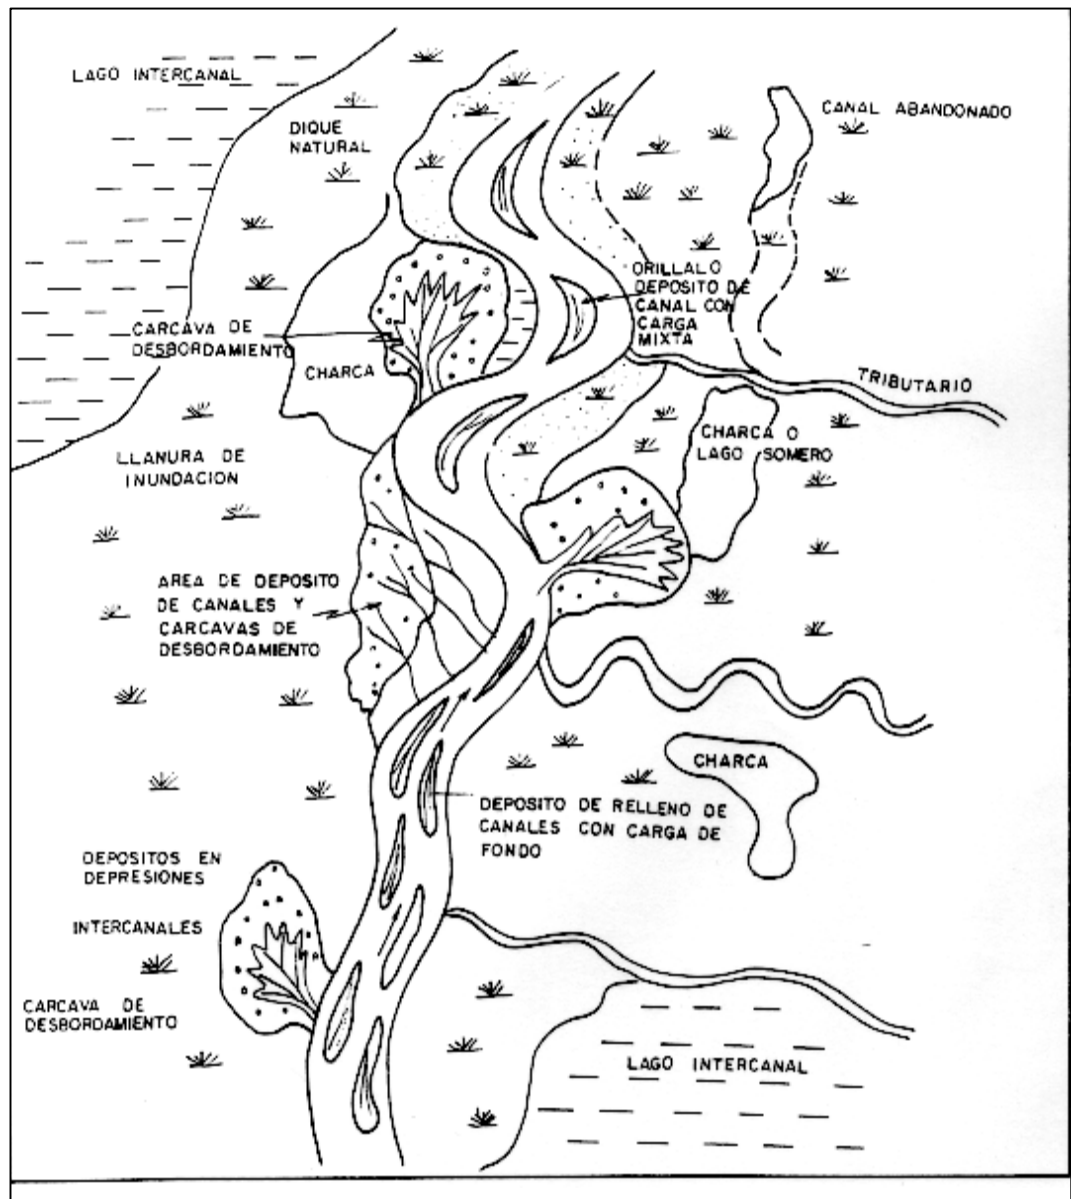 LAGO INTERCANAL
CANAL ABANDONADO
DIQUE
NATURAL
ORILLALO
DEPOSITO DE
CANAL CON
CARGA
MIXTA
CARCAVA DE
DESBORDAMIENTO
CHARCA
TRIBUTARIO
CHARCA O
LAGO SOMERO
LLANURA DE
INUNDACION
AREA DE DEPOSITO
DE CANALES Y
CARCAVAS DE
DESBORDAMIENTO
CHARCA
DEPOSITO DE RELLENO DE
CANALES CON CARGA DE
FONDO
DEPOSITOS EN
DEPRESIONES
INTERCANALES
CARCAVA DE
DESBORDAMIENTO
LAGO INTERCANAL